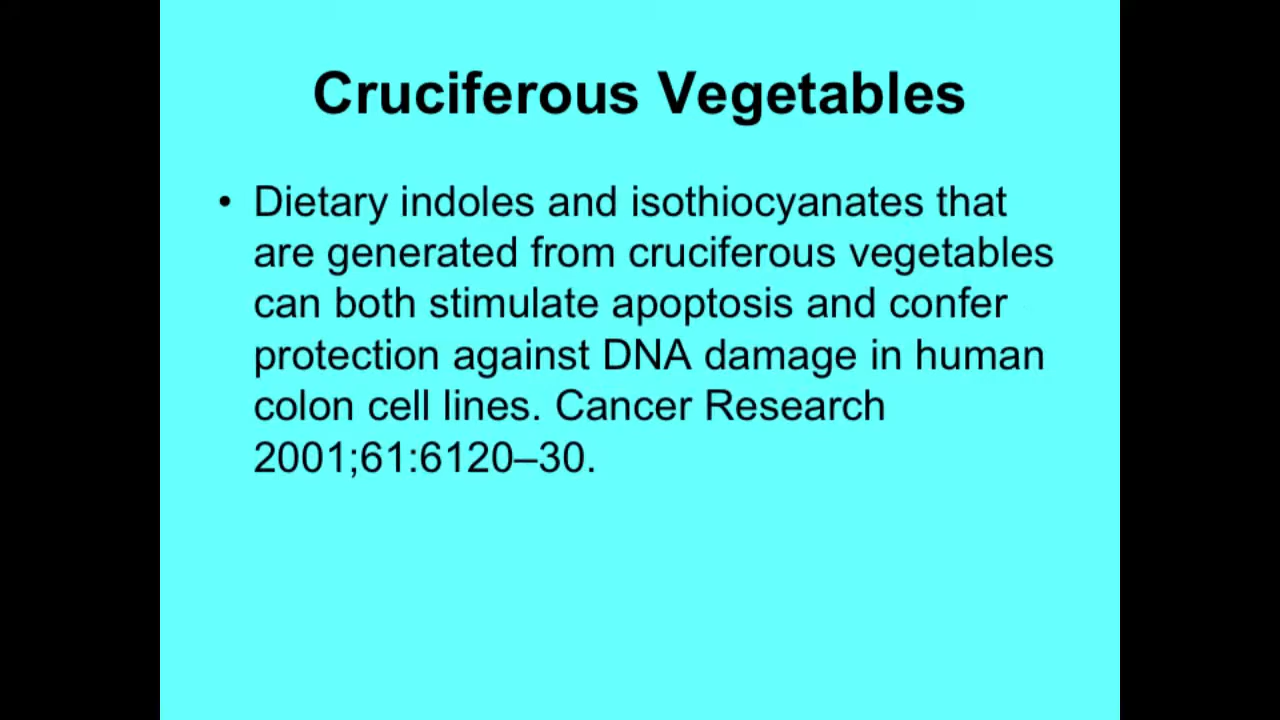 Cruciferous Vegetables
• Dietary indoles and isothiocyanates that
are generated from cruciferous vegetables
can both stimulate apoptosis and confer
protection against DNA damage in human
colon cell lines. Cancer Research
2001;61:6120–30.